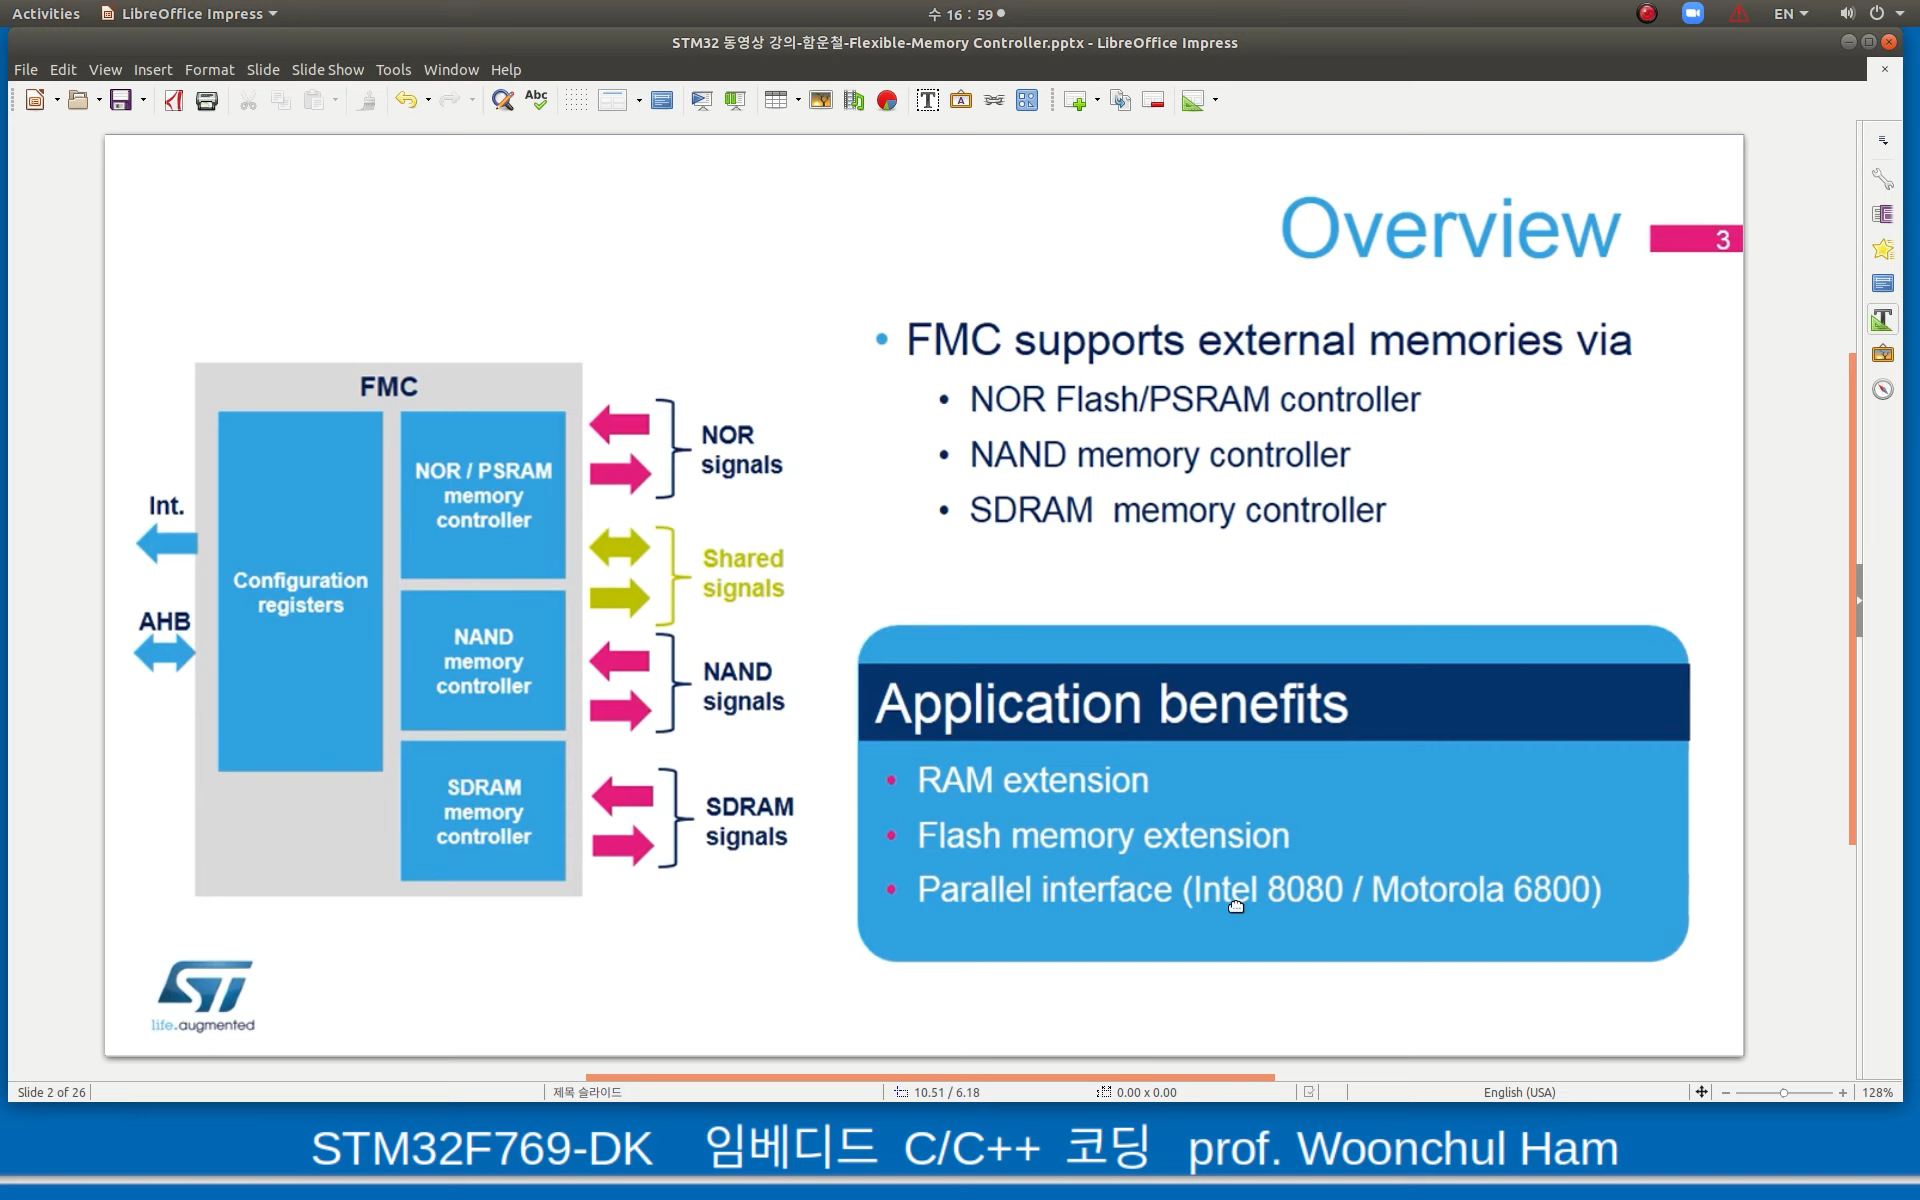 Activities LibreOffice Impress 수 16 : 59 EN
STM32 동영상 강의-함운철-Flexible-Memory Controller.pptx - LibreOffice Impress
File Edit View Insert Format Slide Slide Show Tools Window Help
Abc
Overview
3
FMC
Configuration
registers
NOR / PSRAM
memory
controller
NAND
memory
controller
SDRAM
memory
controller
Int.
AHB
NOR
signals
Shared
signals
NAND
signals
SDRAM
signals
• FMC supports external memories via
• NOR Flash/PSRAM controller
• NAND memory controller
• SDRAM memory controller
Application benefits
• RAM extension
• Flash memory extension
• Parallel interface (Intel 8080 / Motorola 6800)
ST
life.augmented
Slide 2 of 26 제목 슬라이드 10.51 / 6.18 0.00 x 0.00 English (USA) 128%
STM32F769-DK 임베디드 C/C++ 코딩 prof. Woonchul Ham